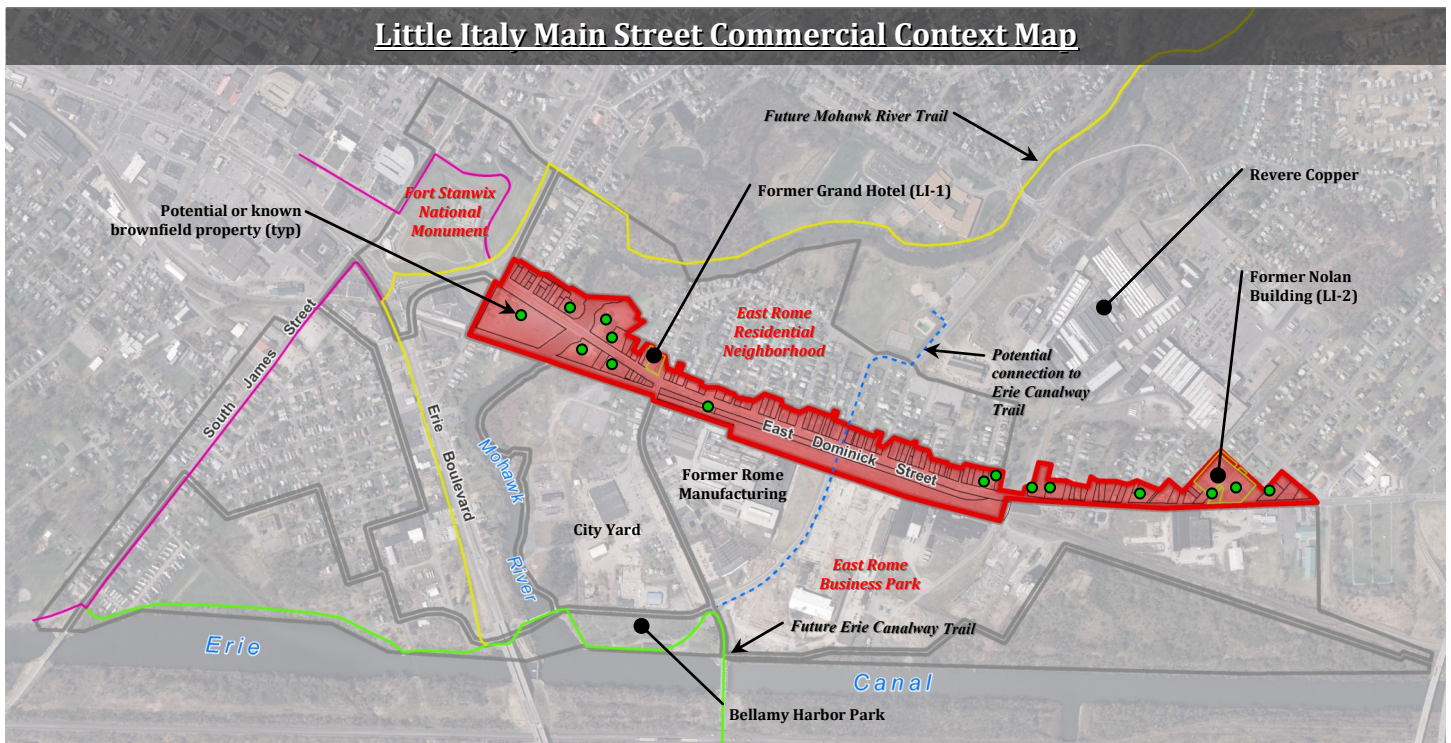 Little Italy Main Street Commercial Context Map
Future Mohawk River Trail
Revere Copper
Former Grand Hotel (LI-1)
Fort Stanwix
National
Monument
Potential or known
brownfield property (typ)
Former Nolan
Building (LI-2)
East Rome
Residential
Neighborhood
Potential
connection to
Erie Canalway
Trail
South James Street
Erie Boulevard
Mohawk River
East Dominick Street
Former Rome
Manufacturing
City Yard
East Rome
Business Park
Future Erie Canalway Trail
Erie Canal
Bellamy Harbor Park